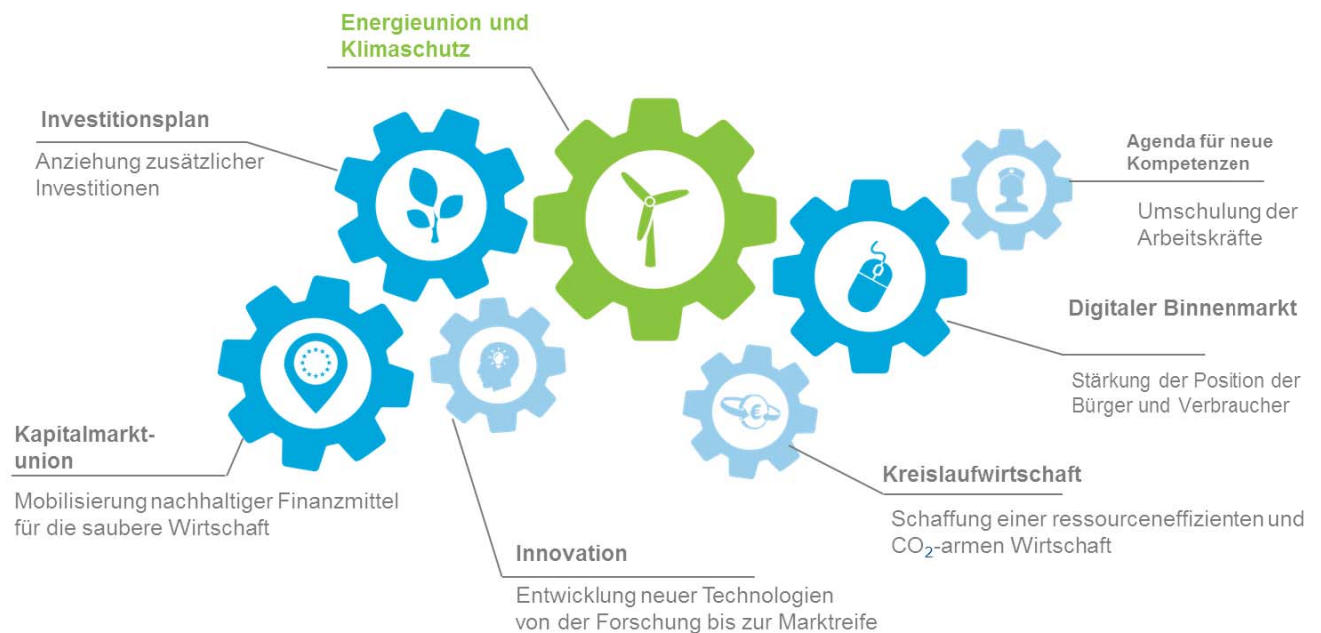 Energieunion und
Klimaschutz
Investitionsplan
Anziehung zusätzlicher
Investitionen
Agenda für neue
Kompetenzen
Umschulung der
Arbeitskräfte
Digitaler Binnenmarkt
Stärkung der Position der
Bürger und Verbraucher
Kapitalmarkt-
union
Mobilisierung nachhaltiger Finanzmittel
für die saubere Wirtschaft
Kreislaufwirtschaft
Schaffung einer ressourceneffizienten und
CO₂-armen Wirtschaft
Innovation
Entwicklung neuer Technologien
von der Forschung bis zur Marktreife
€